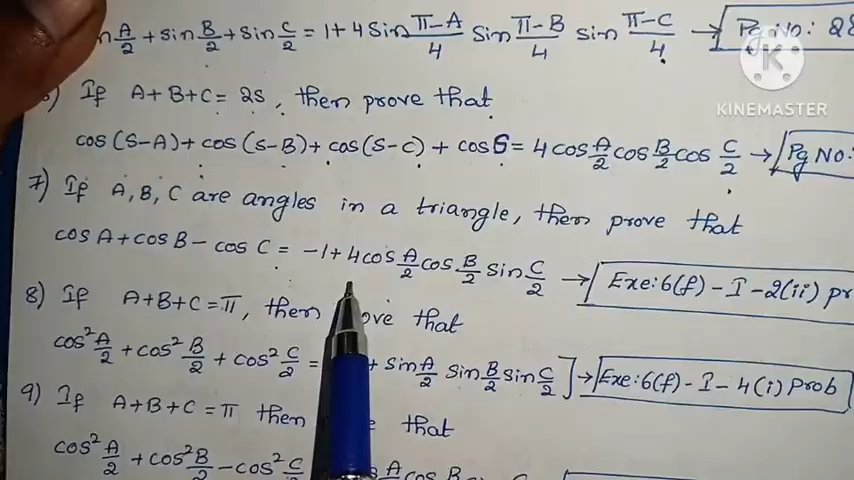 A/2 + sin B/2 + sin C/2 = 1 + 4 sin π-A/4 sin π-B/4 sin π-C/4 → Pg No: 28
If A+B+C = 2S, then prove that
cos(S-A) + cos(S-B) + cos(S-C) + cos S = 4 cos A/2 cos B/2 cos C/2 → Pg No:
7) If A, B, C are angles in a triangle, then prove that
cos A + cos B - cos C = -1 + 4 cos A/2 cos B/2 sin C/2 → Exe: 6(f) - I - 2(ii) pr
8) If A+B+C = π, then ove that
cos² A/2 + cos² B/2 + cos² C/2 = + sin A/2 sin B/2 sin C/2] → Exe: 6(f) - I - 4(i) Prob
9) If A+B+C = π then that
cos² A/2 + cos² B/2 - cos² C/2
KINEMASTER